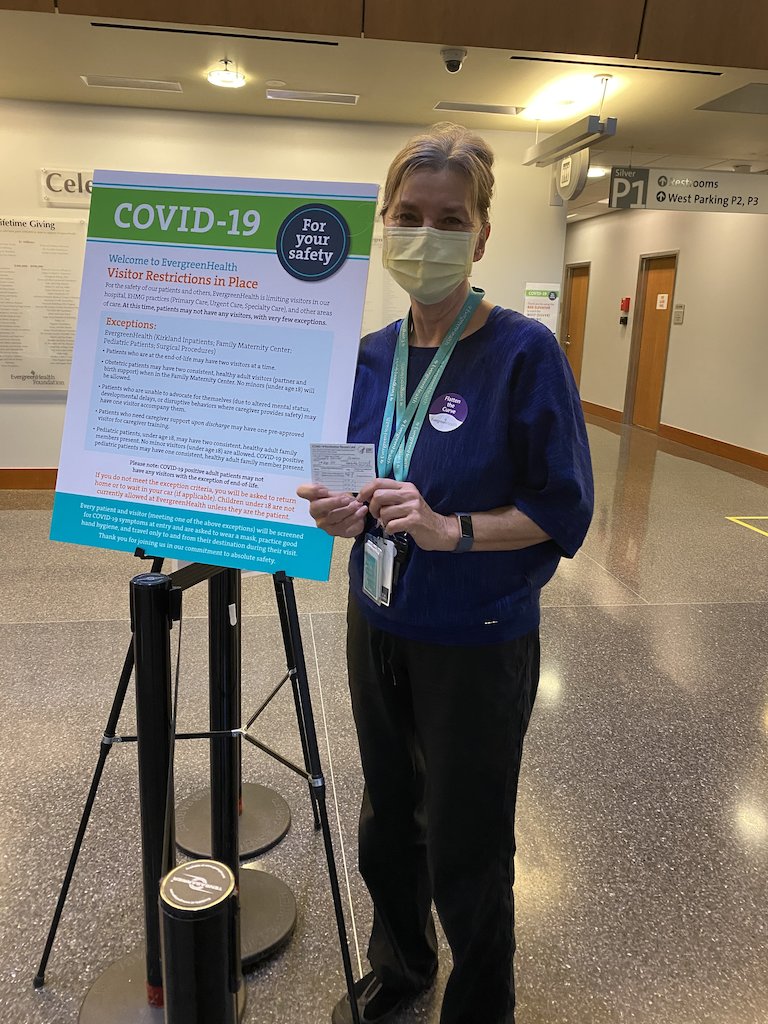 Cele
Lifetime Giving
EvergreenHealth
Foundation
COVID-19
For
your
safety
Welcome to EvergreenHealth
Visitor Restrictions in Place
For the safety of our patients and others, EvergreenHealth is limiting visitors in our
hospital, EHMG practices (Primary Care, Urgent Care, Specialty Care), and other areas
of care. At this time, patients may not have any visitors, with very few exceptions.
Exceptions:
EvergreenHealth (Kirkland Inpatients; Family Maternity Center;
Pediatric Patients; Surgical Procedures)
• Patients who are at the end-of-life may have two visitors at a time.
• Obstetric patients may have two consistent, healthy adult visitors (partner and
birth support) when in the Family Maternity Center. No minors (under age 18) will
be allowed.
• Patients who are unable to advocate for themselves (due to altered mental status,
developmental delays, or disruptive behaviors where caregiver provides safety) may
have one visitor accompany them.
• Patients who need caregiver support upon discharge may have one pre-approved
visitor for caregiver training.
• Pediatric patients, under age 18, may have two consistent, healthy adult family
members present. No minor visitors (under age 18) are allowed. COVID-19 positive
pediatric patients may have one consistent, healthy adult family member present.
Please note: COVID-19 positive adult patients may not
have any visitors with the exception of end-of-life.
If you do not meet the exception criteria, you will be asked to return
home or to wait in your car (if applicable). Children under 18 are not
currently allowed at EvergreenHealth unless they are the patient.
Every patient and visitor (meeting one of the above exceptions) will be screened
for COVID-19 symptoms at entry and are asked to wear a mask, practice good
hand hygiene, and travel only to and from their destination during their visit.
Thank you for joining us in our commitment to absolute safety.
Flatten
the
Curve
Silver
P1
Restrooms
West Parking P2, P3
COVID-19